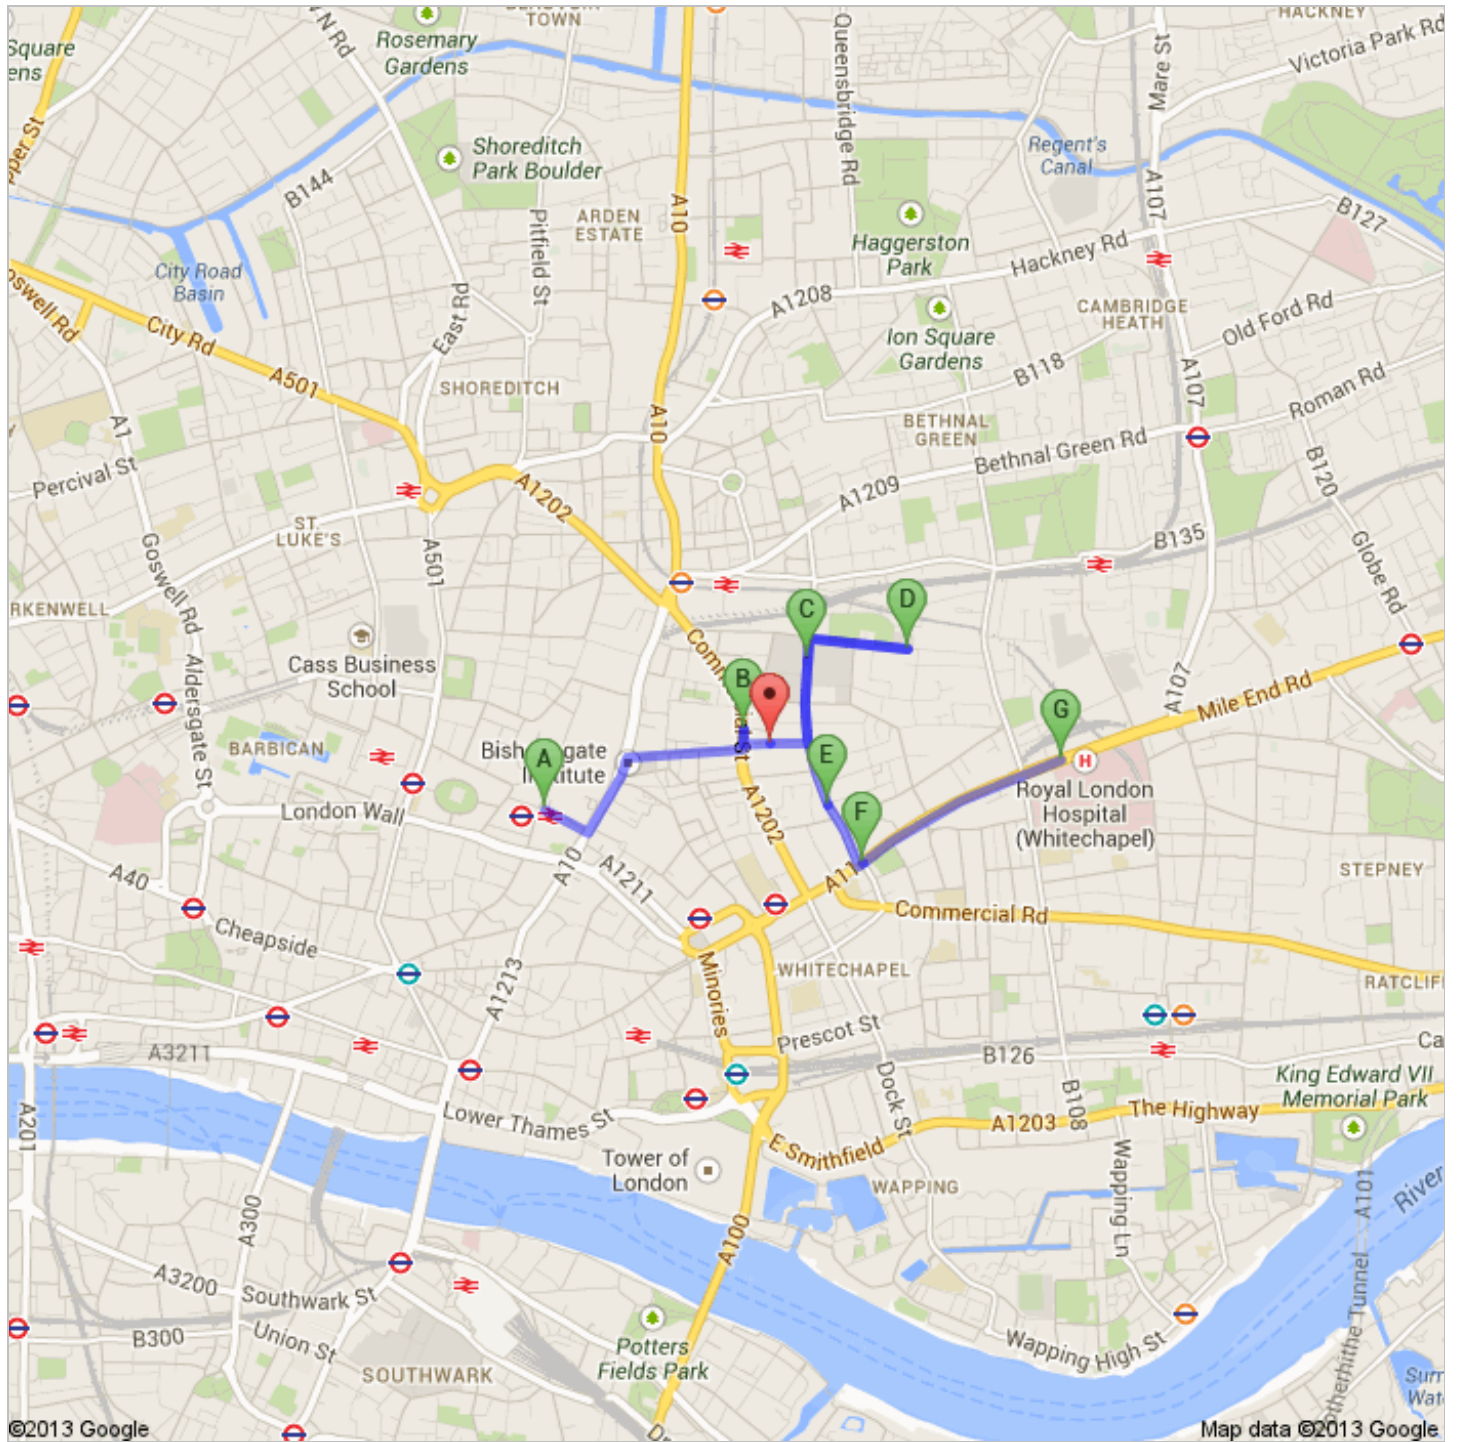 TOWN
HACKNEY
Rosemary
Gardens
N Rd
Square
ens
Queensbridge Rd
Mare St
Victoria Park Rd
Shoreditch
Park Boulder
Regent's
Canal
B144
A10
A107
B127
ARDEN
ESTATE
Pitfield St
Haggerston
Park
Hackney Rd
City Road
Basin
A1208
CAMBRIDGE
HEATH
Old Ford Rd
East Rd
City Rd
Ion Square
Gardens
B118
A501
SHOREDITCH
A107
Roman Rd
A1
A10
BETHNAL
GREEN
Bethnal Green Rd
Percival St
A1209
B120
A1202
ST.
LUKE'S
B135
Globe Rd
Goswell Rd
A501
RKENWELL
C
D
Cass Business
School
B
A107
Mile End Rd
G
Aldersgate St
BARBICAN
A
E
H
Royal London
Hospital
(Whitechapel)
London Wall
A1202
F
A10
A1211
A11
A40
STEPNEY
Cheapside
Commercial Rd
Minories
WHITECHAPEL
A1213
Prescot St
A3211
B126
Dock St
B108
King Edward VII
Memorial Park
A201
Lower Thames St
A1203
The Highway
E Smithfield
Tower of
London
WAPPING
Wapping Ln
A101
River
A300
A100
A3200
Southwark St
B300
Union St
SOUTHWARK
Potters
Fields Park
Wapping High St
©2013 Google
Map data ©2013 Google